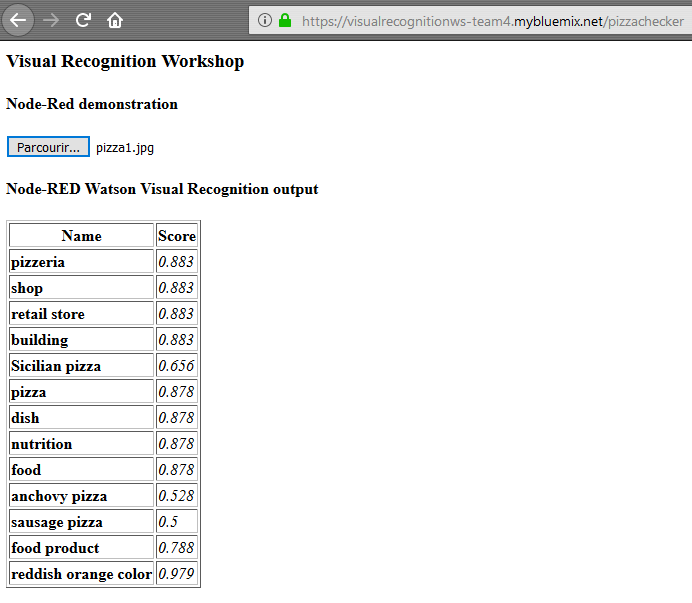 https://visualrecognitionws-team4.mybluemix.net/pizzachecker
Visual Recognition Workshop
Node-Red demonstration
Parcourir... pizza1.jpg
Node-RED Watson Visual Recognition output
Name Score
pizzeria 0.883
shop 0.883
retail store 0.883
building 0.883
Sicilian pizza 0.656
pizza 0.878
dish 0.878
nutrition 0.878
food 0.878
anchovy pizza 0.528
sausage pizza 0.5
food product 0.788
reddish orange color 0.979